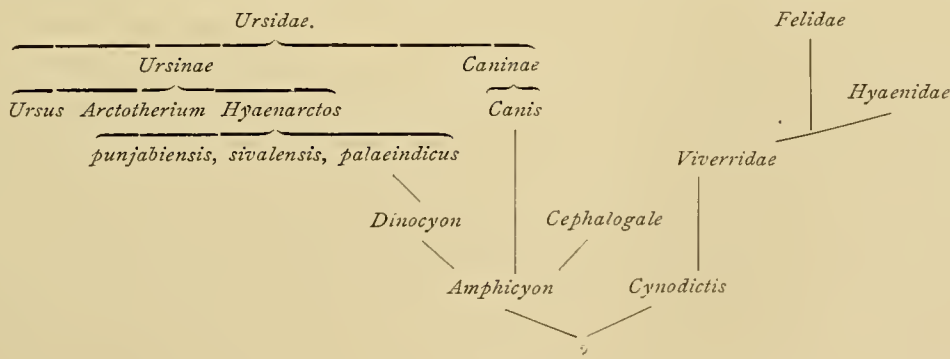 Ursidae.
Felidae
Ursinae Caninae
Hyaenidae
Ursus Arctotherium Hyaenarctos Canis
punjabiensis, sivalensis, palaeindicus
Viverridae
Dinocyon Cephalogale
Amphicyon Cynodictis